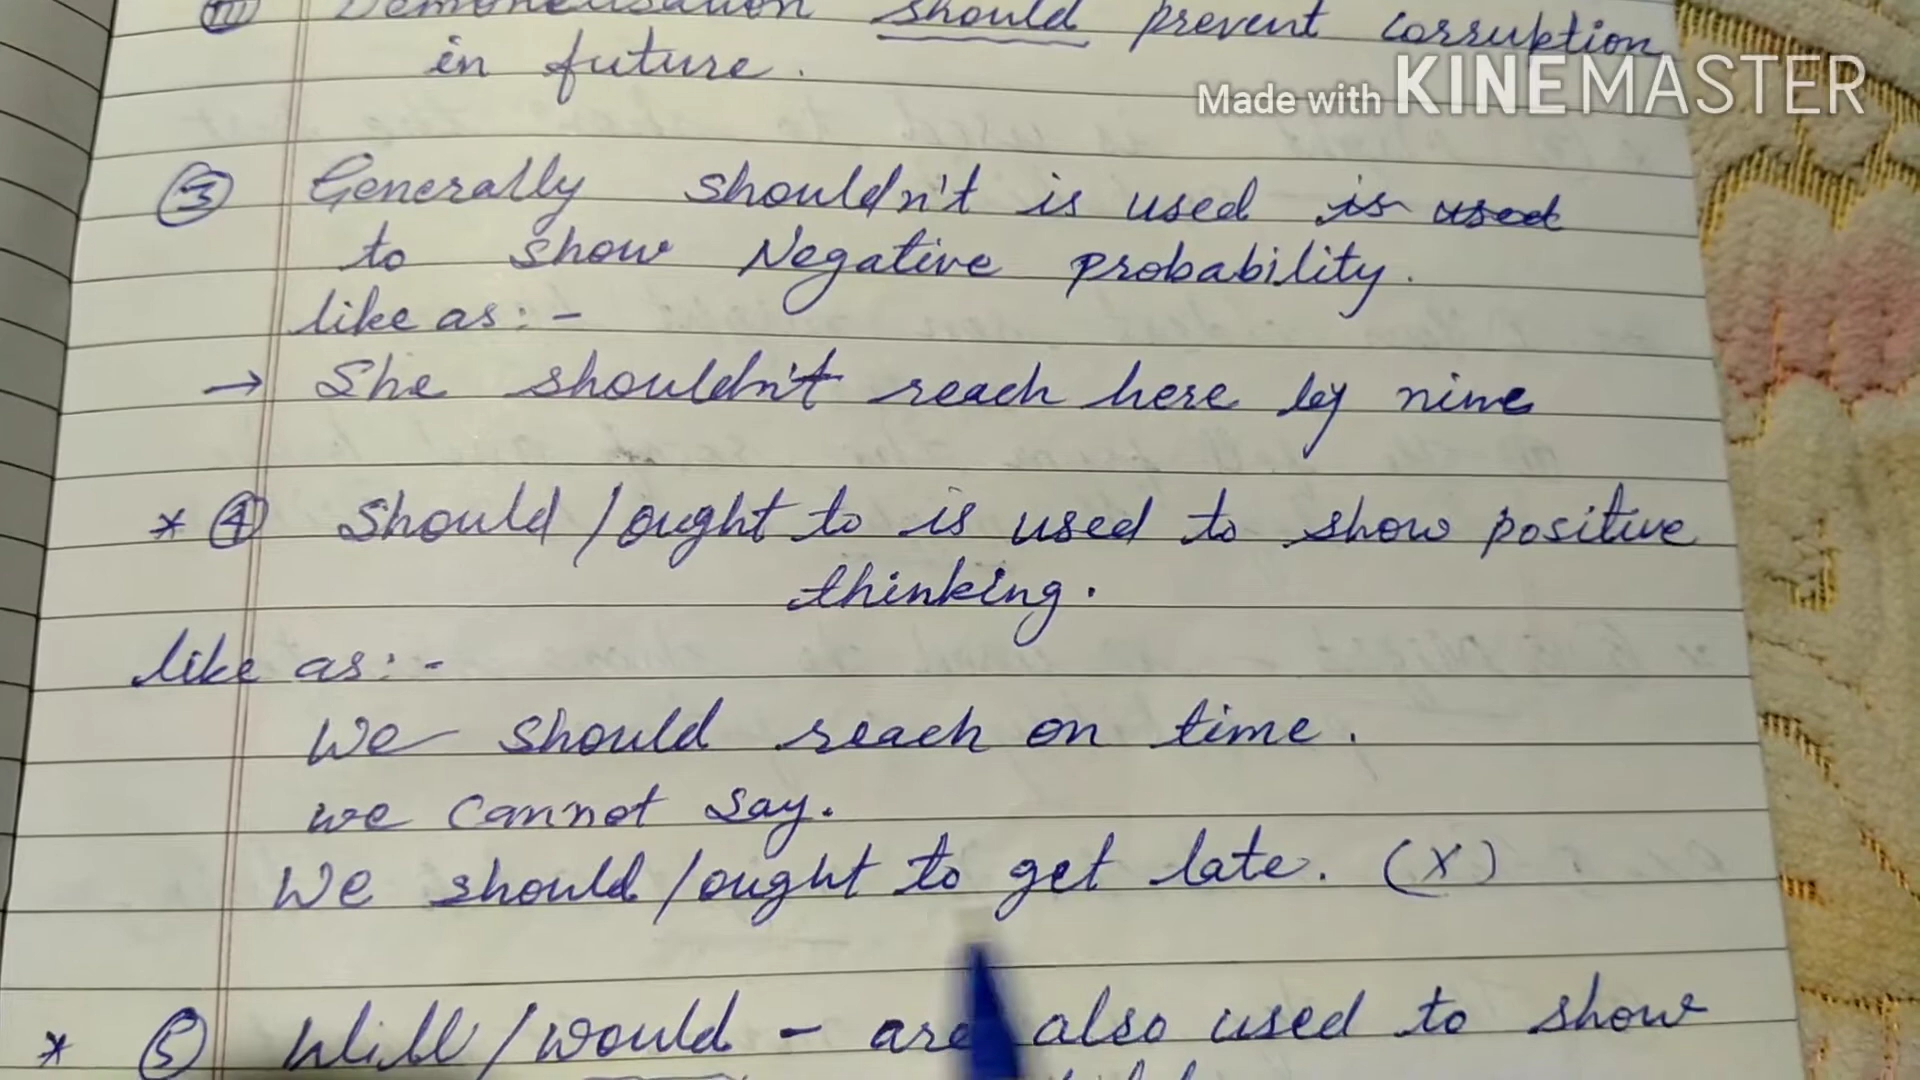 (iii) Demonetisation should prevent corruption
in future.
Made with KINEMASTER
③ Generally shouldn't is used is used
to show Negative probability.
like as:-
→ She shouldn't reach here by nine
* ④ Should/ought to is used to show positive
thinking.
like as:-
We should reach on time.
we cannot say.
We should/ought to get late. (X)
* ⑤ Will/would - are also used to show